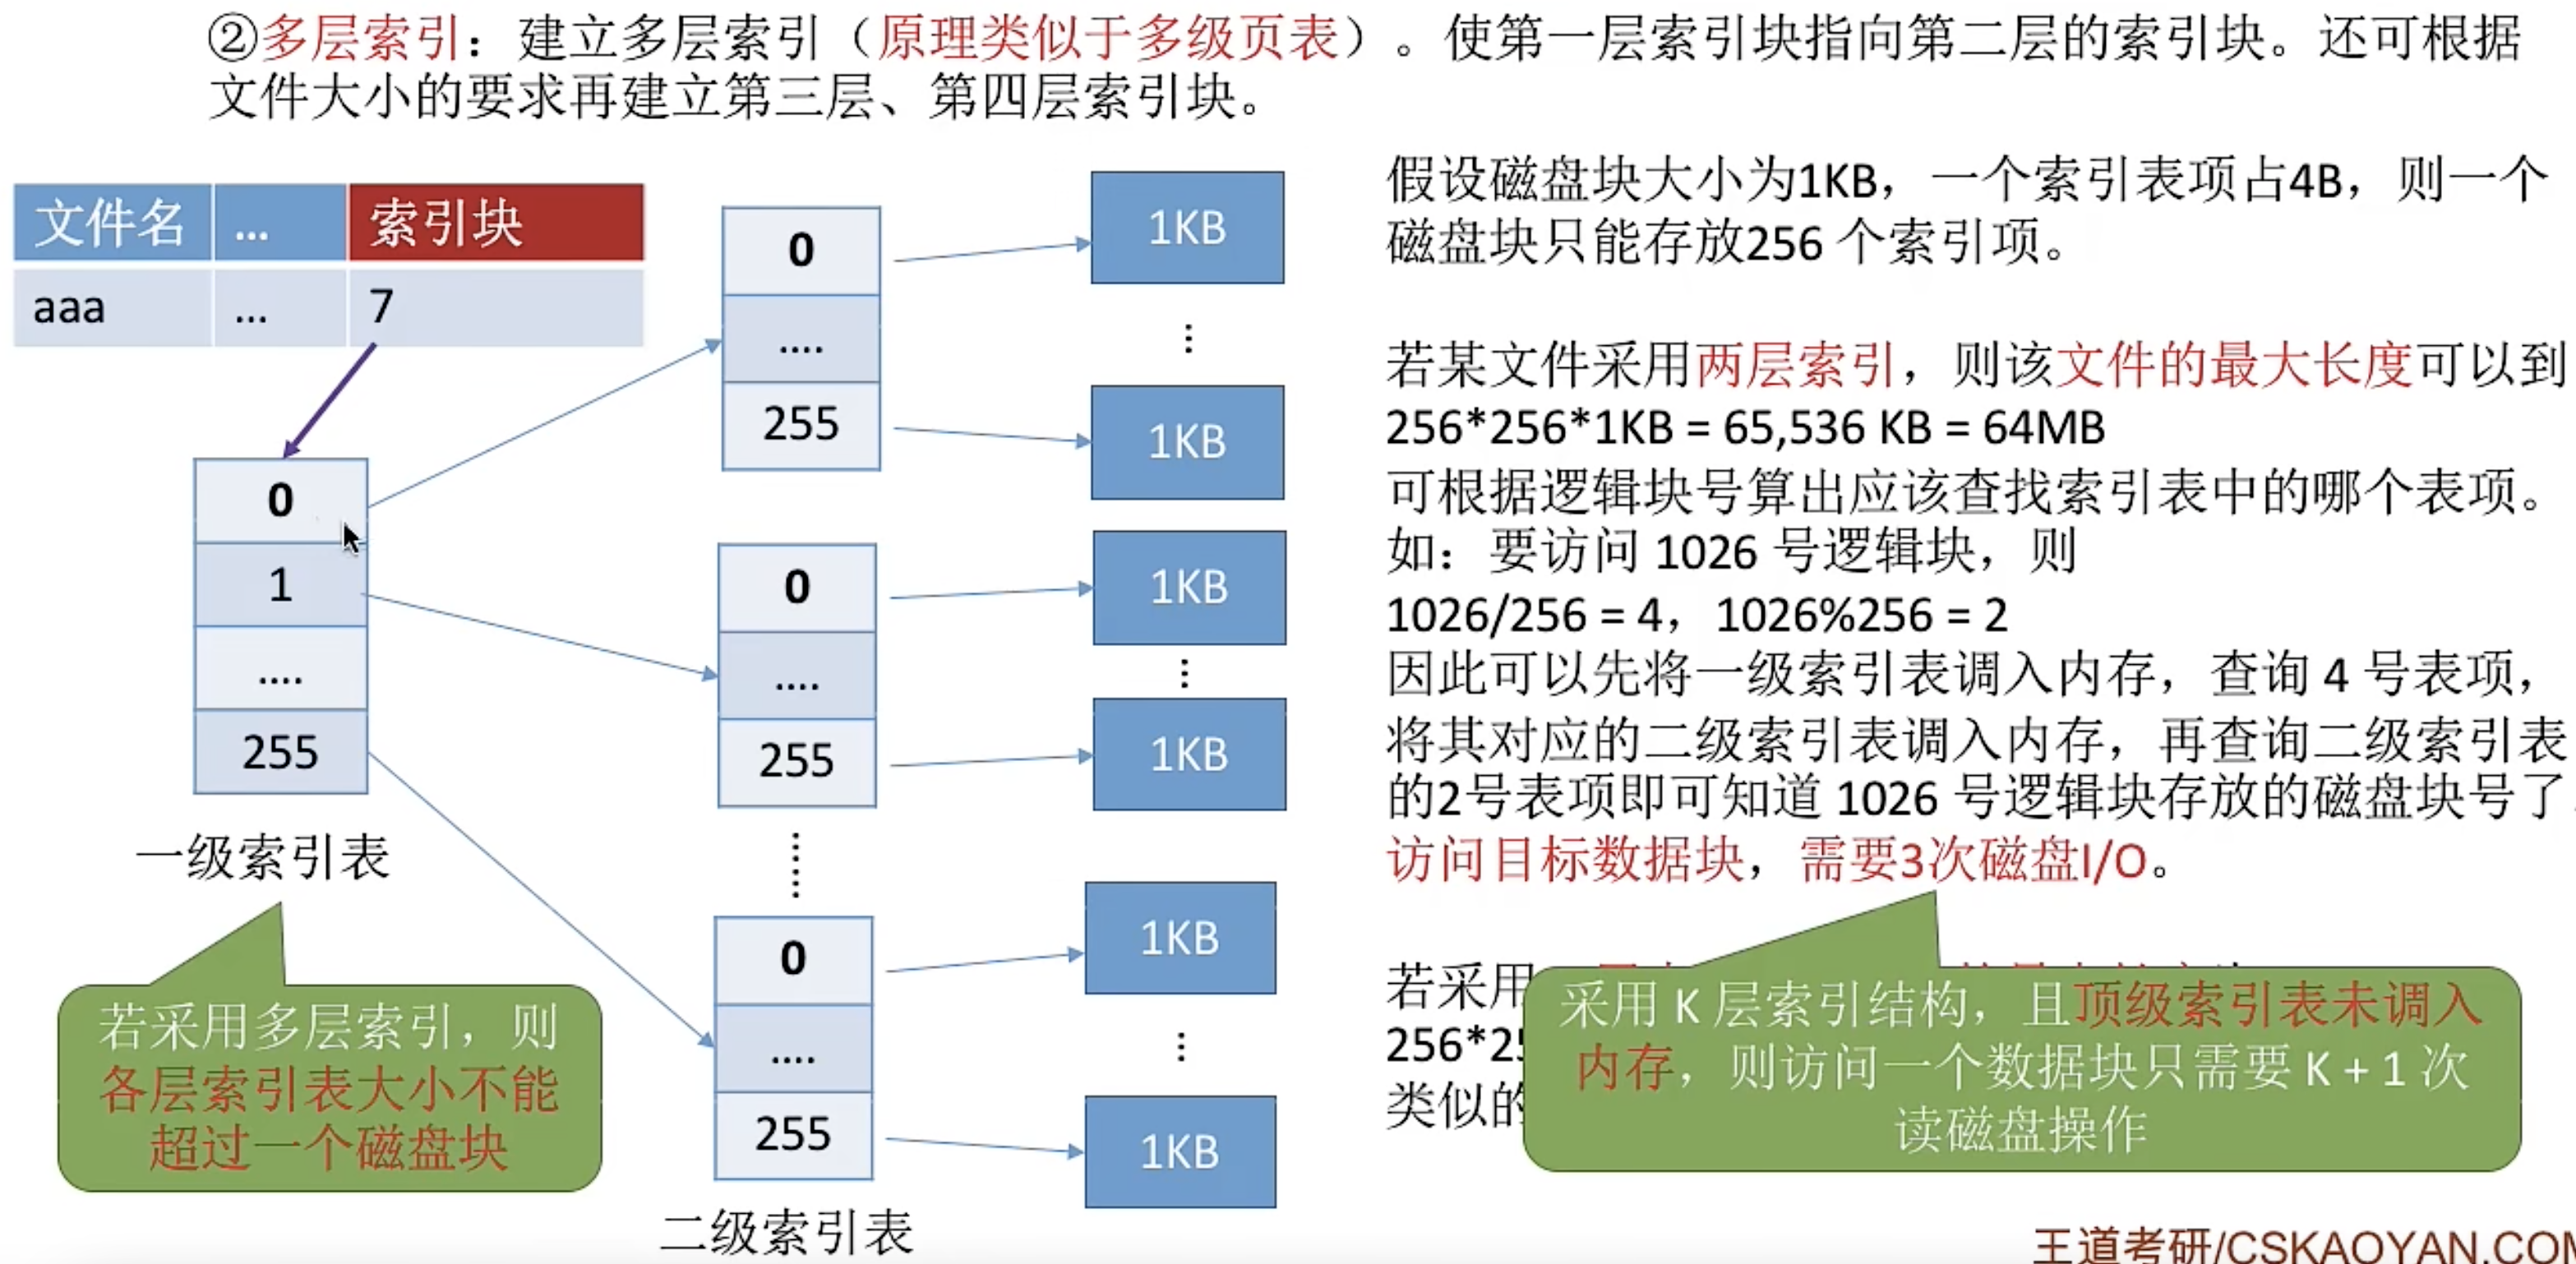 ②多层索引：建立多层索引（原理类似于多级页表）。使第一层索引块指向第二层的索引块。还可根据
文件大小的要求再建立第三层、第四层索引块。
文件名 ... 索引块
aaa ... 7
0
1
....
255
一级索引表
若采用多层索引，则
各层索引表大小不能
超过一个磁盘块
0
....
255
0
....
255
0
....
255
二级索引表
1KB
1KB
1KB
1KB
1KB
1KB
假设磁盘块大小为1KB，一个索引表项占4B，则一个
磁盘块只能存放256 个索引项。
若某文件采用两层索引，则该文件的最大长度可以到
256*256*1KB = 65,536 KB = 64MB
可根据逻辑块号算出应该查找索引表中的哪个表项。
如：要访问 1026 号逻辑块，则
1026/256 = 4，1026%256 = 2
因此可以先将一级索引表调入内存，查询 4 号表项，
将其对应的二级索引表调入内存，再查询二级索引表
的2号表项即可知道 1026 号逻辑块存放的磁盘块号了
访问目标数据块，需要3次磁盘I/O。
若采用
256*25
类似的
采用 K 层索引结构，且顶级索引表未调入
内存，则访问一个数据块只需要 K + 1 次
读磁盘操作
王道考研/CSKAOYAN.COM